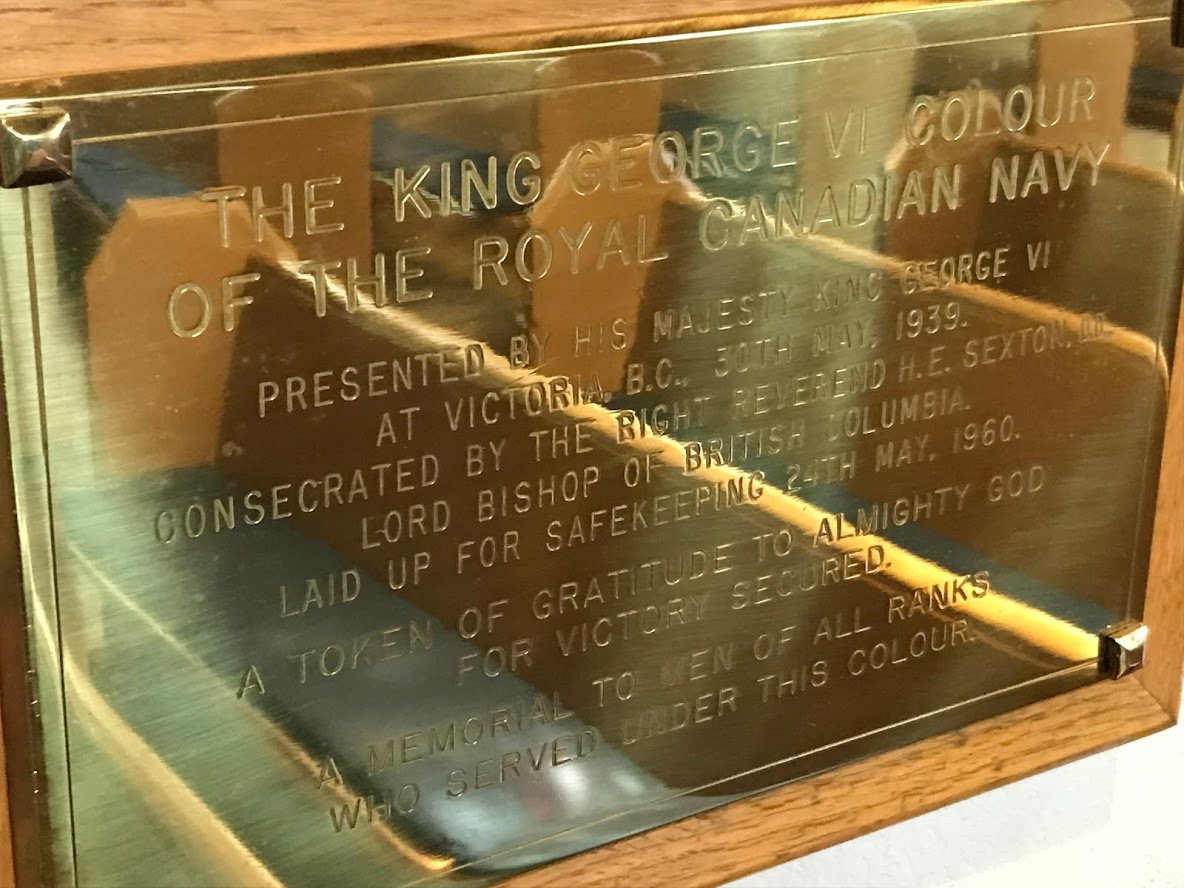 THE KING GEORGE VI COLOUR
OF THE ROYAL CANADIAN NAVY
PRESENTED BY HIS MAJESTY KING GEORGE VI
AT VICTORIA, B.C., 30TH MAY, 1939.
CONSECRATED BY THE RIGHT REVEREND H.E. SEXTON, D.D.
LORD BISHOP OF BRITISH COLUMBIA.
LAID UP FOR SAFEKEEPING 24TH MAY, 1960.
A TOKEN OF GRATITUDE TO ALMIGHTY GOD
FOR VICTORY SECURED.
A MEMORIAL TO MEN OF ALL RANKS
WHO SERVED UNDER THIS COLOUR.